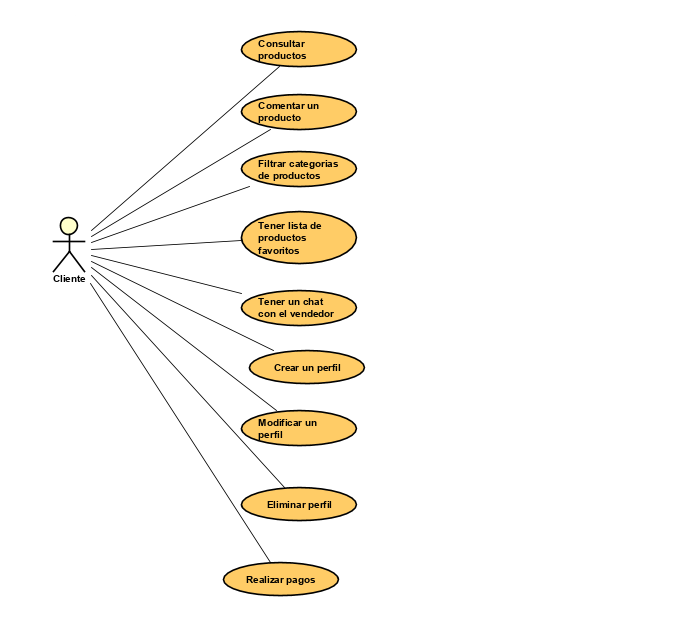 Consultar
productos
Comentar un
producto
Filtrar categorias
de productos
Tener lista de
productos
favoritos
Cliente
Tener un chat
con el vendedor
Crear un perfil
Modificar un
perfil
Eliminar perfil
Realizar pagos